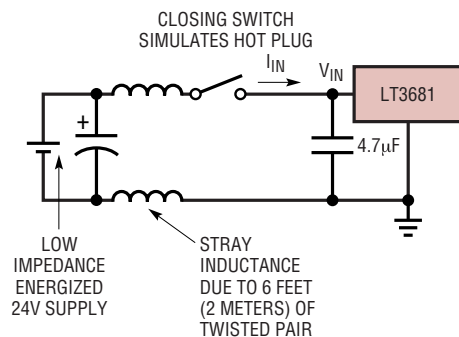 CLOSING SWITCH
SIMULATES HOT PLUG
IIN
VIN
LT3681
+
4.7µF
LOW
IMPEDANCE
ENERGIZED
24V SUPPLY
STRAY
INDUCTANCE
DUE TO 6 FEET
(2 METERS) OF
TWISTED PAIR